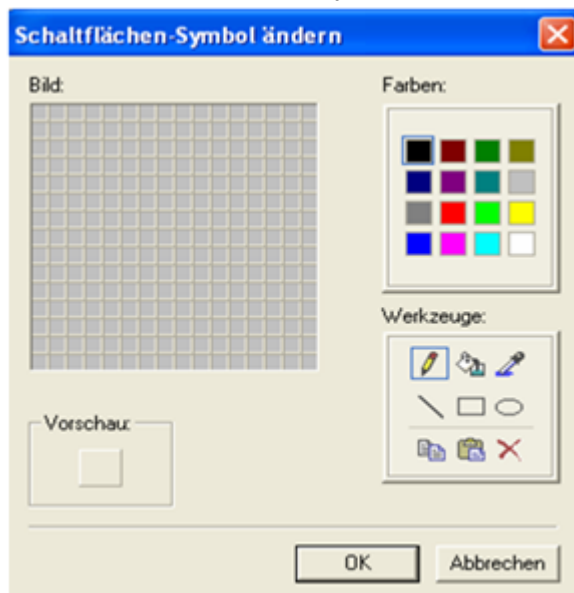 Schaltflächen-Symbol ändern
Bild:
Farben:
Werkzeuge:
Vorschau:
OK
Abbrechen